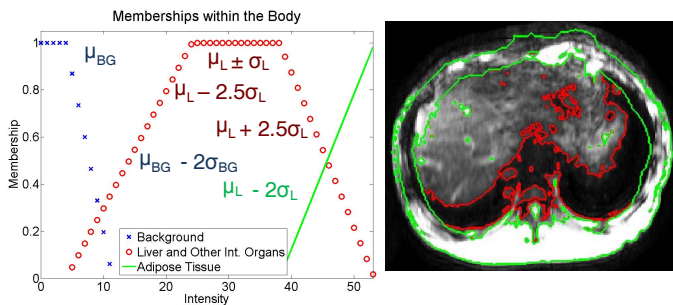 Memberships within the Body
1
0.8
0.6
0.4
0.2
0
Membership
μBG
μL ± σL
μL – 2.5σL
μL + 2.5σL
μBG - 2σBG
μL - 2σL
Background
Liver and Other Int. Organs
Adipose Tissue
0 10 20 30 40 50
Intensity